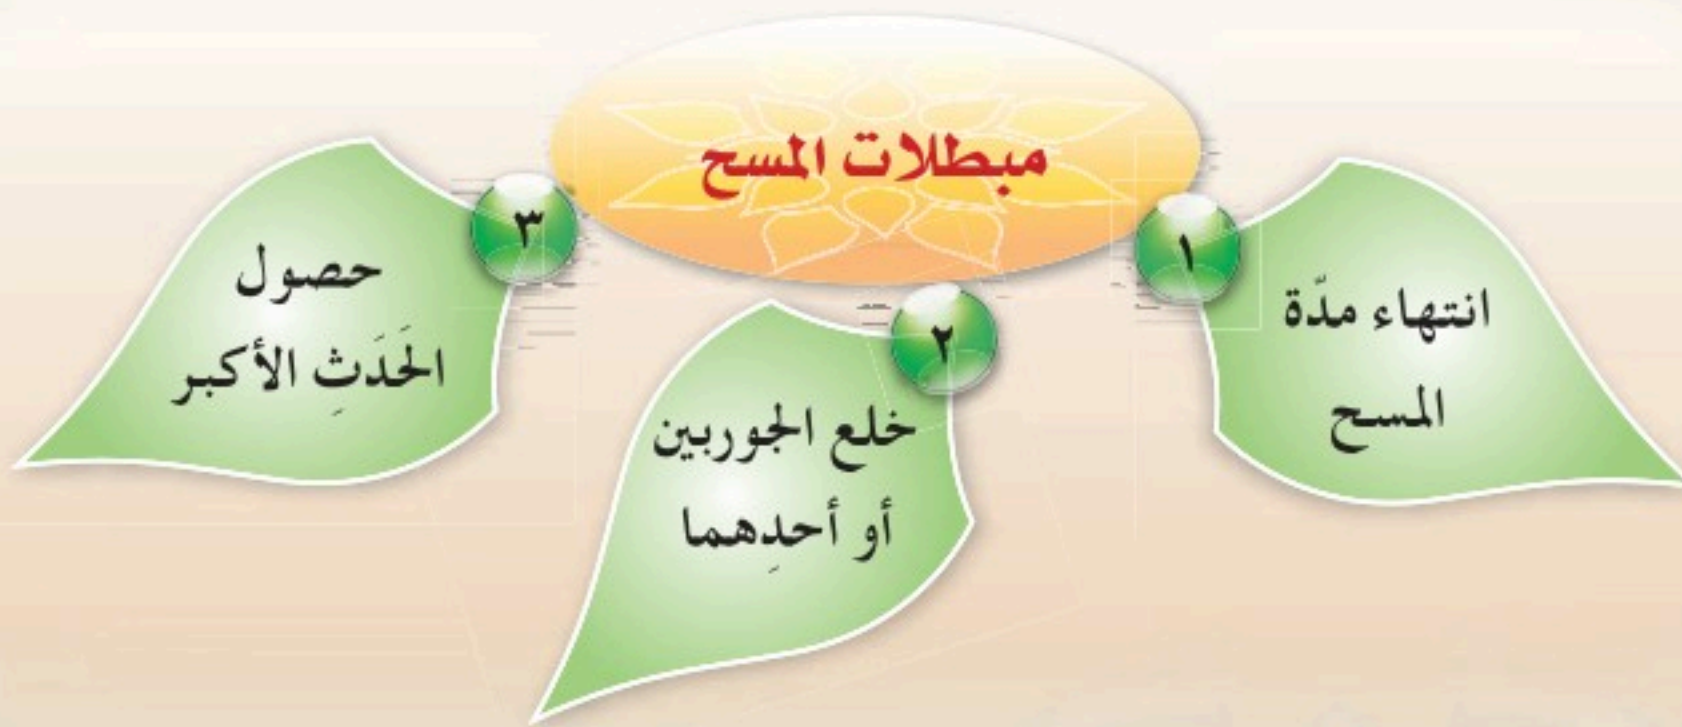 مبطلات المسح
١
انتهاء مدّة
المسح
٢
خلع الجوربين
أو أحدِهما
٣
حصول
الحَدَثِ الأكبر